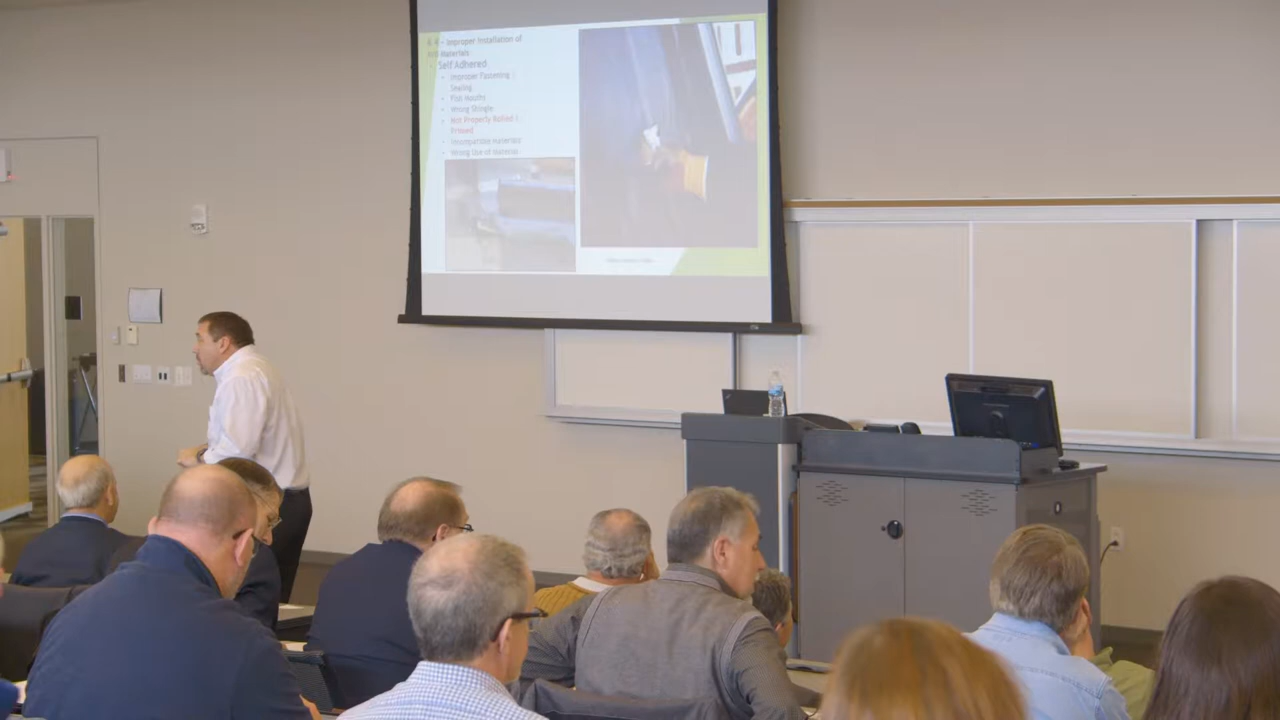 Improper Installation of
Materials
Self Adhered
Improper Fastening /
Sealing
Fish Mouths
Wrong Shingle
Not Properly Rolled /
Primed
Incompatible materials
Wrong Use of Material